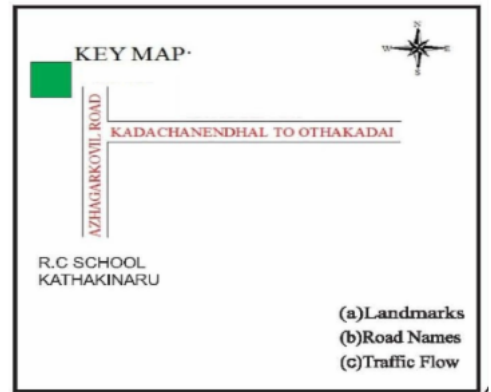 N
W E
S
KEY MAP·
AZHAGARKOVIL ROAD
KADACHANENDHAL TO OTHAKADAI
R.C SCHOOL
KATHAKINARU
(a)Landmarks
(b)Road Names
(c)Traffic Flow